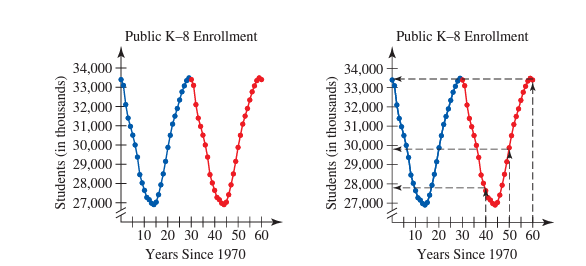 Public K–8 Enrollment
Students (in thousands)
34,000
33,000
32,000
31,000
30,000
29,000
28,000
27,000
10 20 30 40 50 60
Years Since 1970
Public K–8 Enrollment
Students (in thousands)
34,000
33,000
32,000
31,000
30,000
29,000
28,000
27,000
10 20 30 40 50 60
Years Since 1970